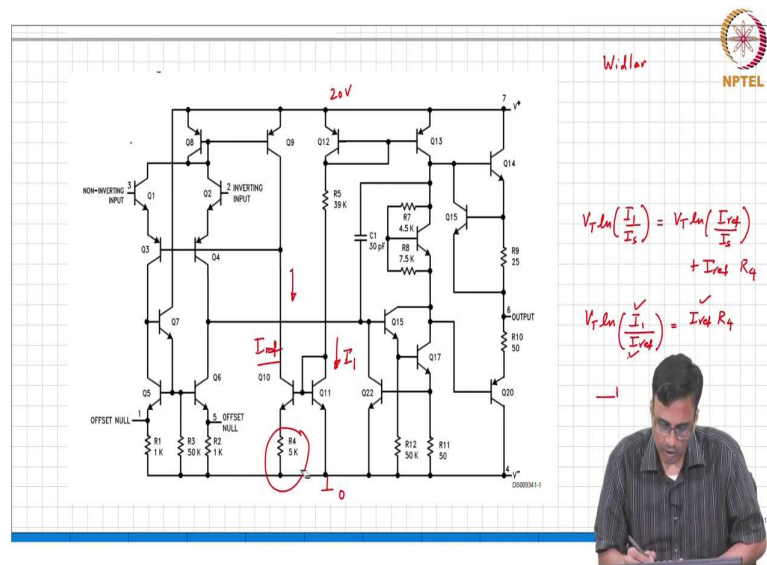 Widlar
NPTEL
20V
7
V+
Q8
Q9
Q12
Q13
Q14
3
NON-INVERTING
INPUT
Q1
Q2
2 INVERTING
INPUT
R5
39 K
Q15
R7
4.5 K
R8
7.5 K
C1
30 pF
R9
25
Q3
Q4
6
OUTPUT
Q7
Q15
R10
50
Iref
I1
Q5
Q6
Q10
Q11
Q22
Q17
Q20
1
OFFSET NULL
5 OFFSET
NULL
R1
1 K
R3
50 K
R2
1 K
R4
5 K
R12
50 K
R11
50
4
V-
DS009341-1
I0
VT ln(I1/Is) = VT ln(Iref/Is)
+ Iref R4
VT ln(I1/Iref) = Iref R4